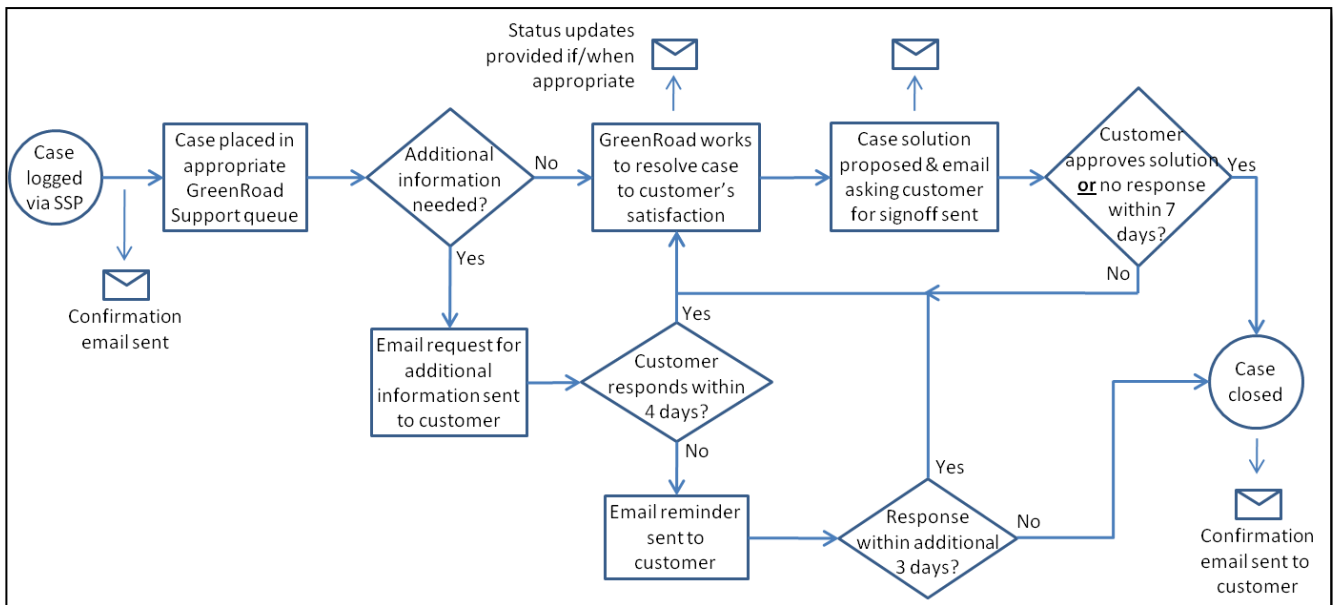 Status updates
provided if/when
appropriate
Case
logged
via SSP
Case placed in
appropriate
GreenRoad
Support queue
Additional
information
needed?
No
GreenRoad works
to resolve case
to customer's
satisfaction
Case solution
proposed & email
asking customer
for signoff sent
Customer
approves solution
or no response
within 7
days?
Yes
Yes
No
Confirmation
email sent
Email request for
additional
information sent
to customer
Yes
Customer
responds within
4 days?
No
Case
closed
Email reminder
sent to
customer
Yes
Response
within additional
3 days?
No
Confirmation
email sent to
customer